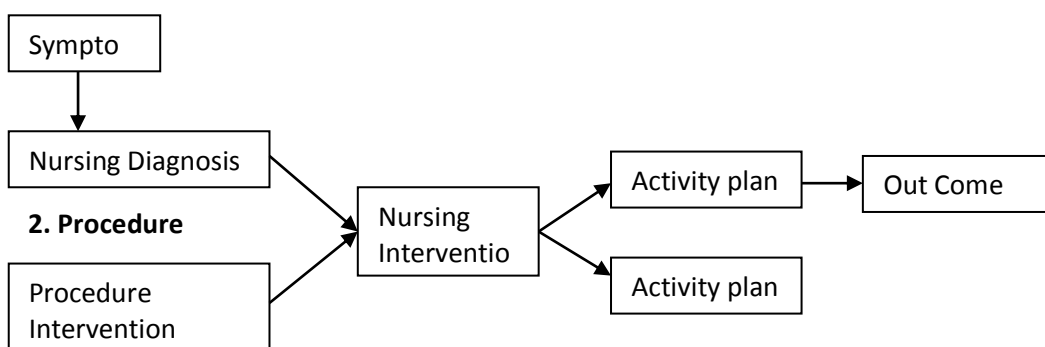 Sympto
Nursing Diagnosis
2. Procedure
Procedure
Intervention
Nursing
Interventio
Activity plan
Activity plan
Out Come